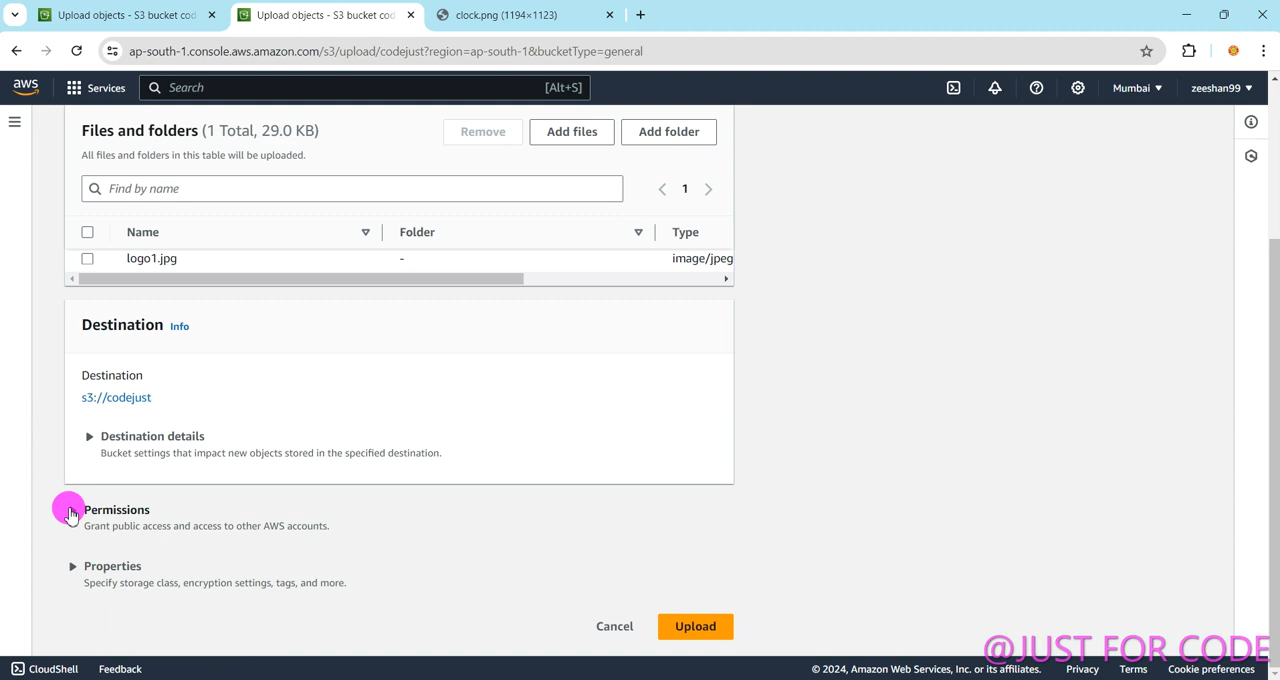 Upload objects - S3 bucket cod
Upload objects - S3 bucket cod
clock.png (1194×1123)
ap-south-1.console.aws.amazon.com/s3/upload/codejust?region=ap-south-1&bucketType=general
aws
Services
Search
[Alt+S]
Mumbai
zeeshan99
Files and folders (1 Total, 29.0 KB)
Remove
Add files
Add folder
All files and folders in this table will be uploaded.
Find by name
1
Name
Folder
Type
logo1.jpg
-
image/jpeg
Destination Info
Destination
s3://codejust
Destination details
Bucket settings that impact new objects stored in the specified destination.
Permissions
Grant public access and access to other AWS accounts.
Properties
Specify storage class, encryption settings, tags, and more.
Cancel
Upload
@JUST FOR CODE
CloudShell
Feedback
© 2024, Amazon Web Services, Inc. or its affiliates.
Privacy
Terms
Cookie preferences